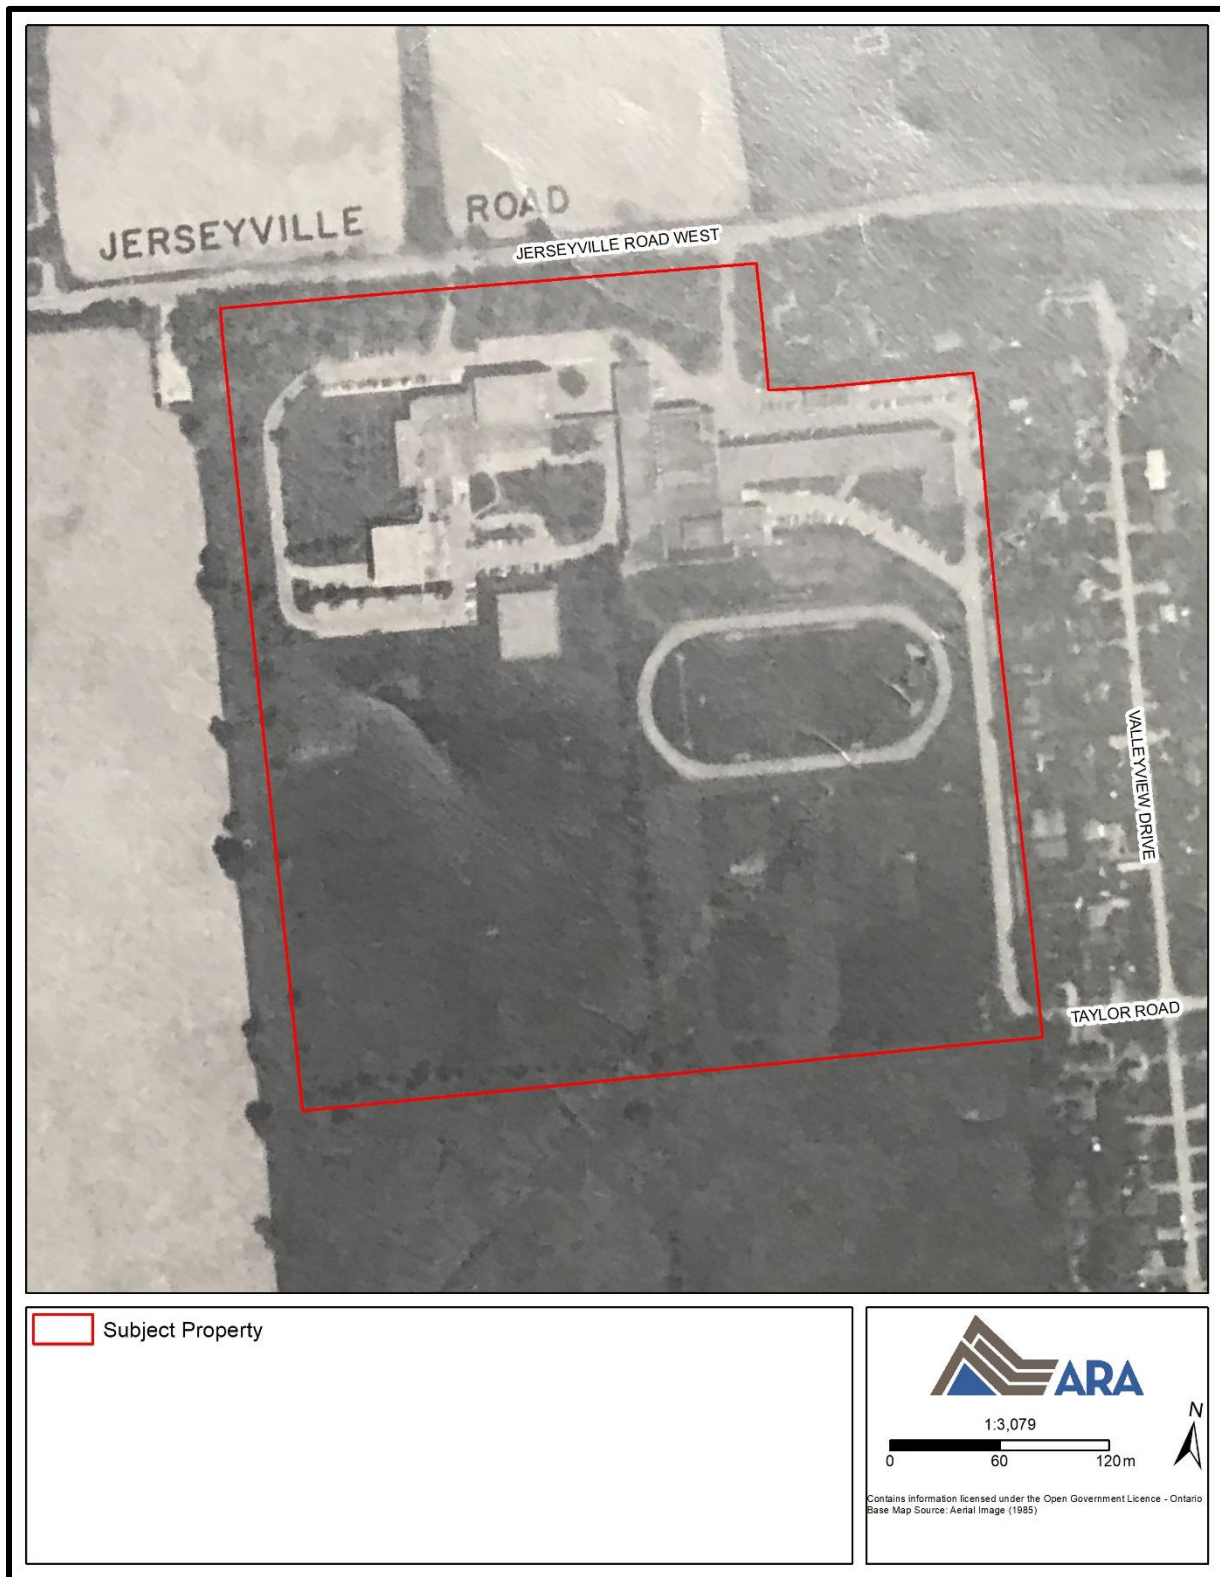 JERSEYVILLE ROAD
JERSEYVILLE ROAD WEST
VALLEYVIEW DRIVE
TAYLOR ROAD
Subject Property
ARA
1:3,079
N
0 60 120 m
Contains information licensed under the Open Government Licence - Ontario
Base Map Source: Aerial Image (1985)